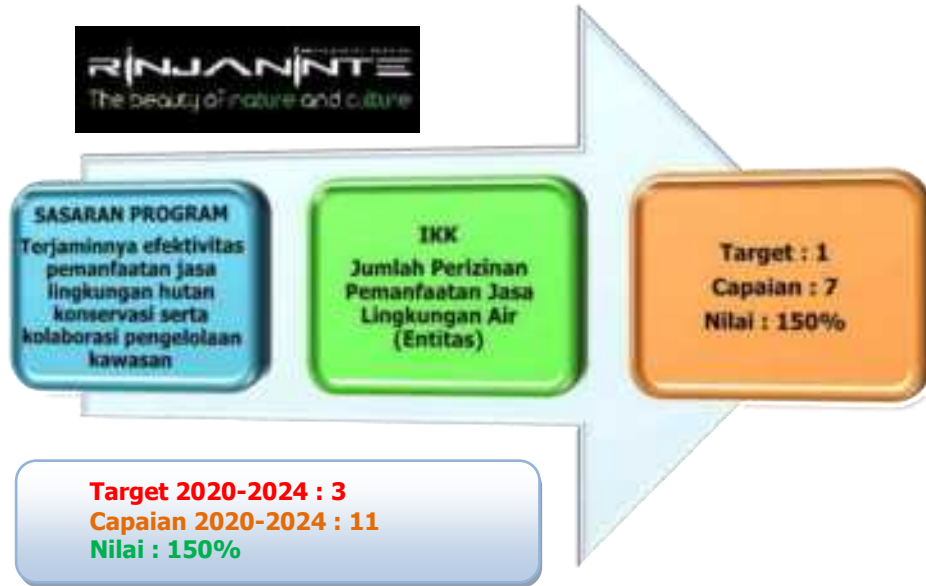 RINJANINTE
The beauty of nature and culture
SASARAN PROGRAM
Terjaminnya efektivitas
pemanfaatan jasa
lingkungan hutan
konservasi serta
kolaborasi pengelolaan
kawasan
IKK
Jumlah Perizinan
Pemanfaatan Jasa
Lingkungan Air
(Entitas)
Target : 1
Capaian : 7
Nilai : 150%
Target 2020-2024 : 3
Capaian 2020-2024 : 11
Nilai : 150%